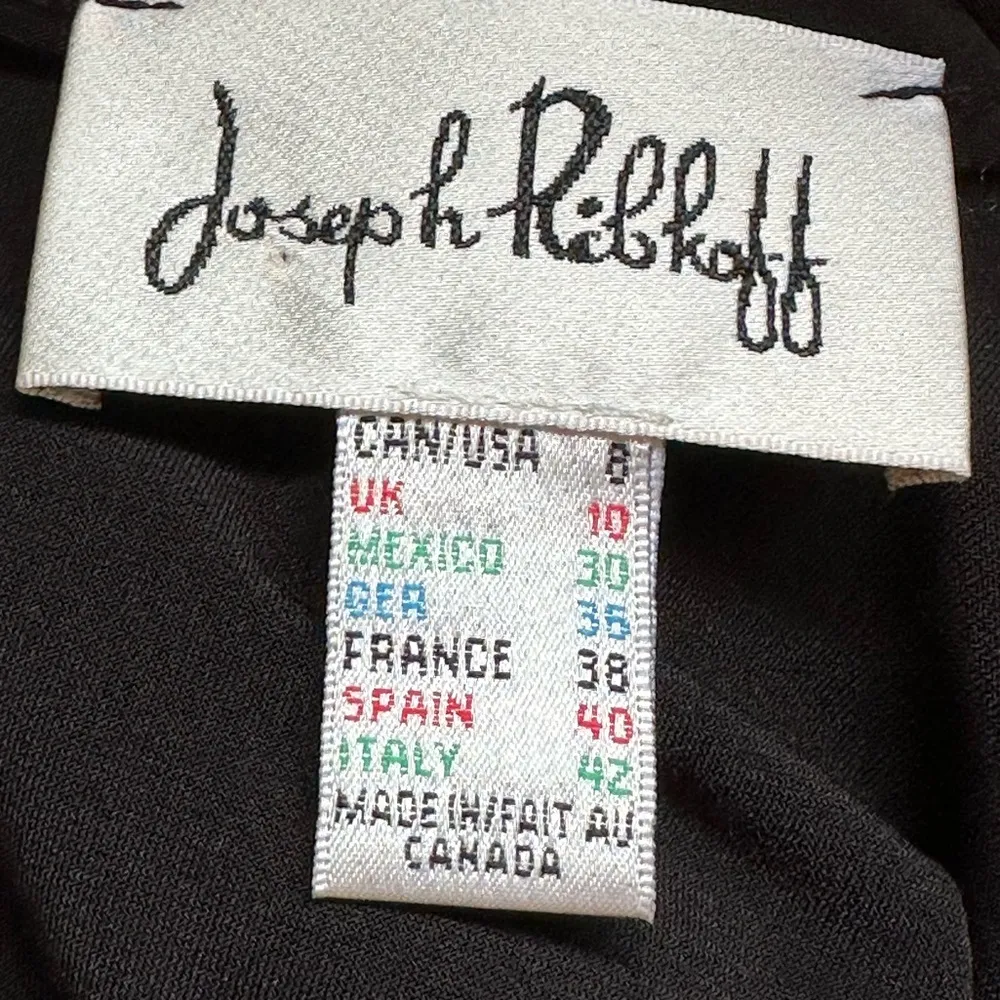 Joseph Ribkoff
CAN/USA 8
UK 10
MEXICO 30
GER 36
FRANCE 38
SPAIN 40
ITALY 42
MADE IN/FAIT AU
CANADA